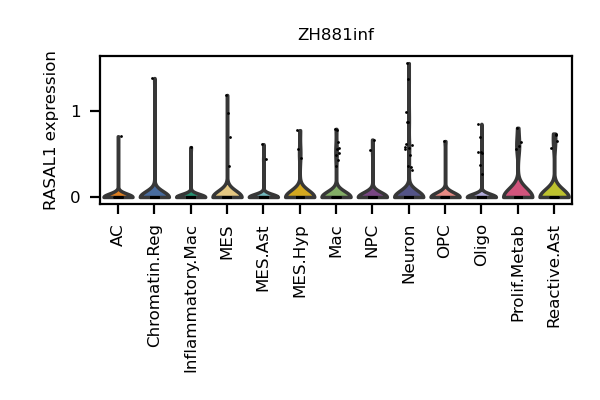 ZH881inf
RASAL1 expression
1
0
AC
Chromatin.Reg
Inflammatory.Mac
MES
MES.Ast
MES.Hyp
Mac
NPC
Neuron
OPC
Oligo
Prolif.Metab
Reactive.Ast